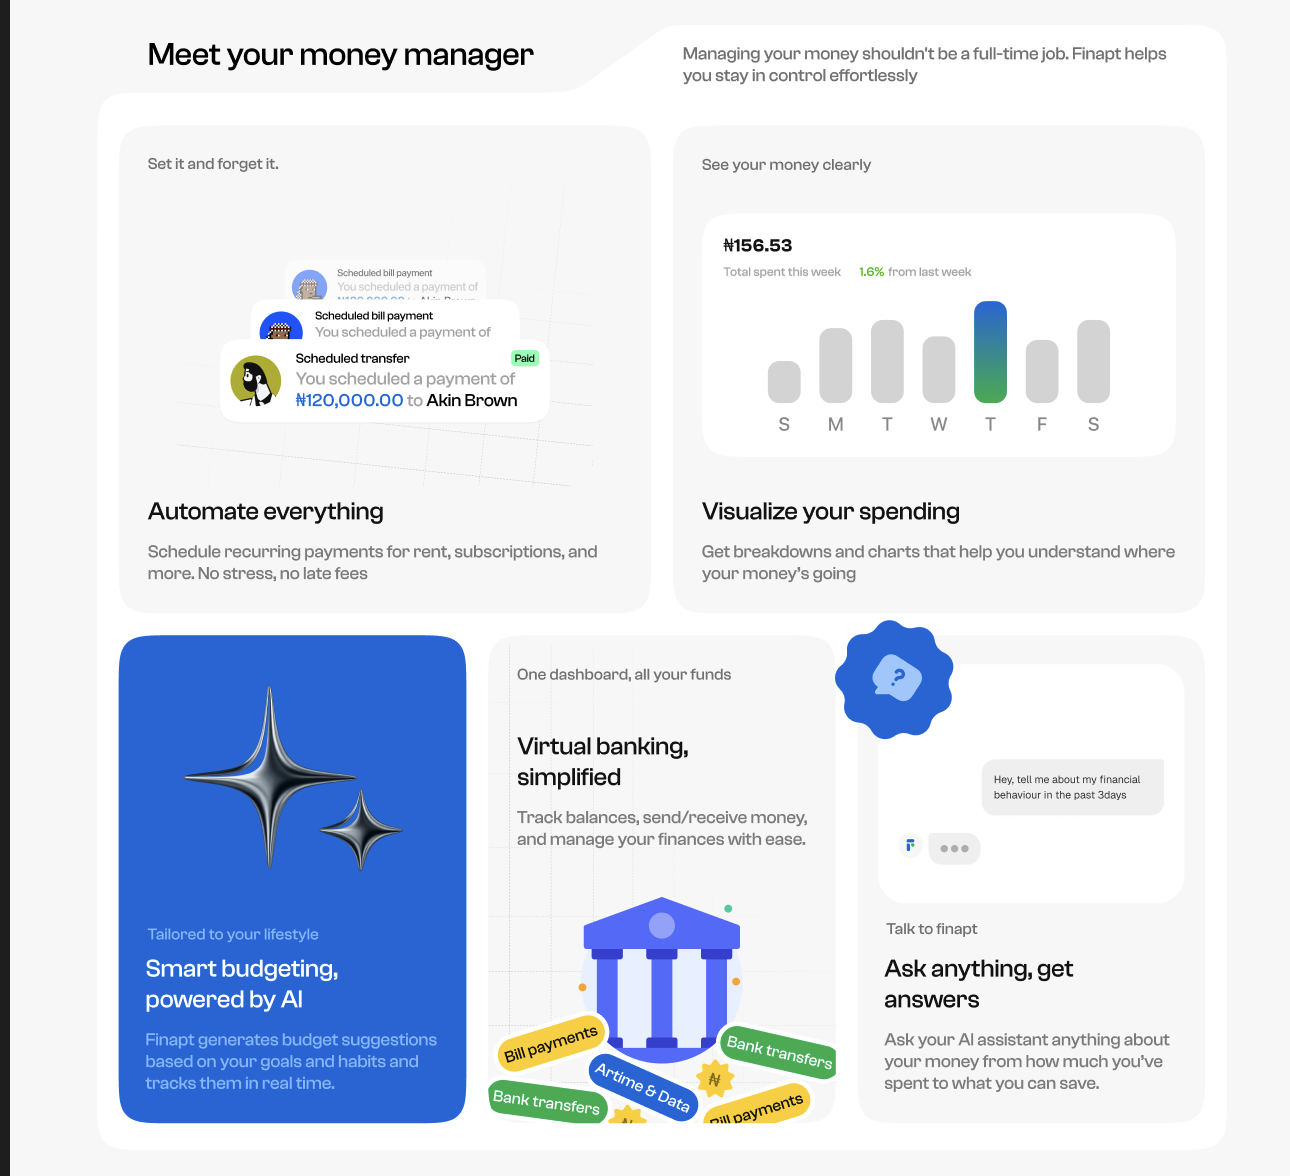 Meet your money manager
Managing your money shouldn't be a full-time job. Finapt helps
you stay in control effortlessly
Set it and forget it.
Scheduled bill payment
You scheduled a payment of
₦120,000.00 to Akin Brown
Scheduled bill payment
You scheduled a payment of
Scheduled transfer
Paid
You scheduled a payment of
₦120,000.00 to Akin Brown
Automate everything
Schedule recurring payments for rent, subscriptions, and
more. No stress, no late fees
See your money clearly
₦156.53
Total spent this week 1.6% from last week
S M T W T F S
Visualize your spending
Get breakdowns and charts that help you understand where
your money's going
Tailored to your lifestyle
Smart budgeting,
powered by AI
Finapt generates budget suggestions
based on your goals and habits and
tracks them in real time.
One dashboard, all your funds
Virtual banking,
simplified
Track balances, send/receive money,
and manage your finances with ease.
Bill payments
Bank transfers
Artime & Data
₦
Bank transfers
Bill payments
₦
?
Hey, tell me about my financial
behaviour in the past 3days
Talk to finapt
Ask anything, get
answers
Ask your AI assistant anything about
your money from how much you've
spent to what you can save.